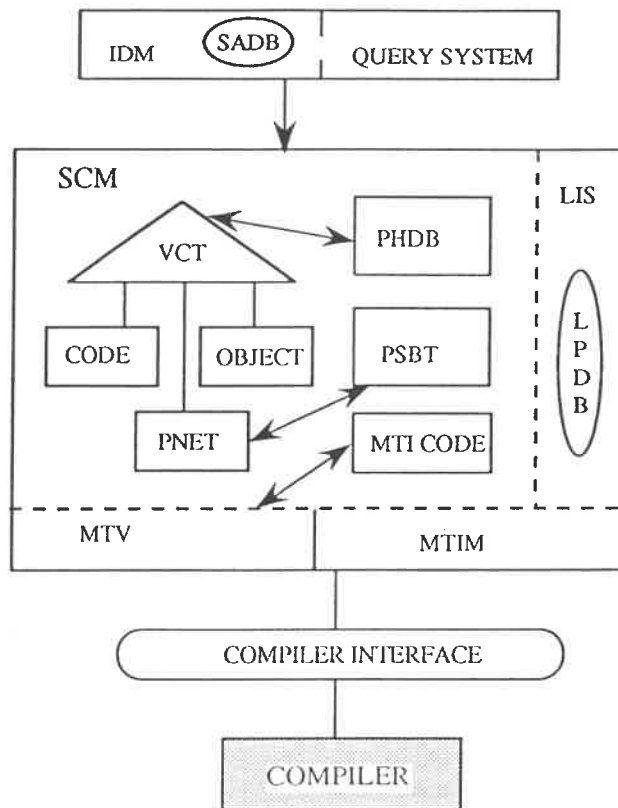 IDM
SADB
QUERY SYSTEM
SCM
LIS
VCT
PHDB
CODE
OBJECT
PSBT
LPDB
PNET
MTI CODE
MTV
MTIM
COMPILER INTERFACE
COMPILER